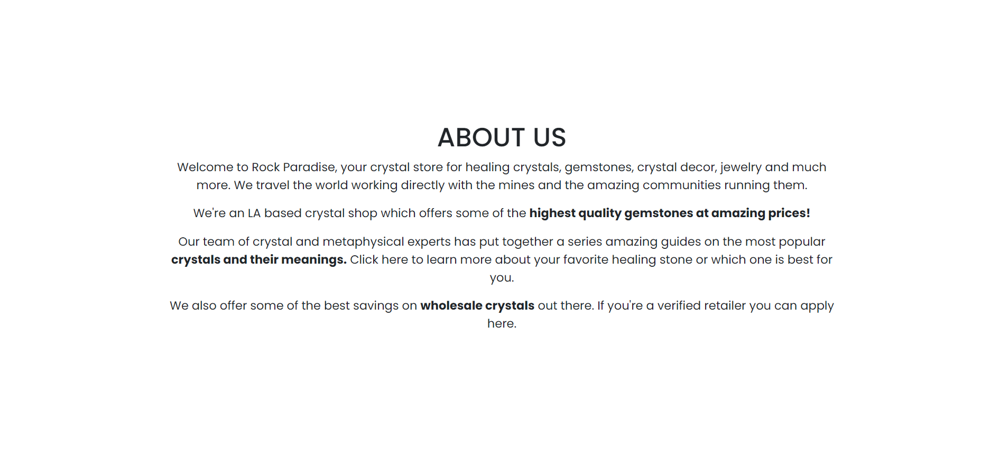 ABOUT US
Welcome to Rock Paradise, your crystal store for healing crystals, gemstones, crystal decor, jewelry and much
more. We travel the world working directly with the mines and the amazing communities running them.
We're an LA based crystal shop which offers some of the highest quality gemstones at amazing prices!
Our team of crystal and metaphysical experts has put together a series amazing guides on the most popular
crystals and their meanings. Click here to learn more about your favorite healing stone or which one is best for
you.
We also offer some of the best savings on wholesale crystals out there. If you're a verified retailer you can apply
here.